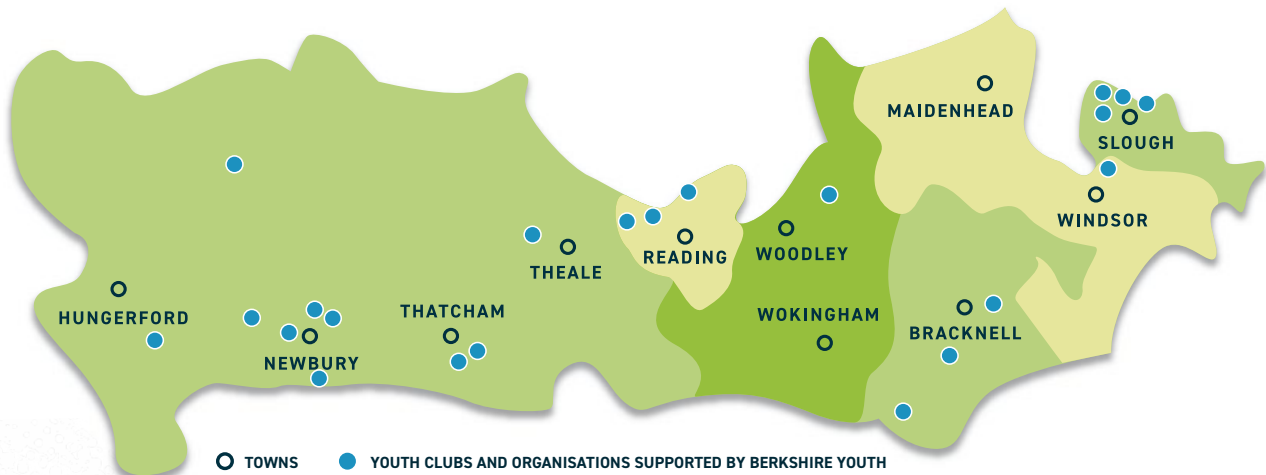 MAIDENHEAD
SLOUGH
WINDSOR
READING
WOODLEY
THEALE
HUNGERFORD
THATCHAM
WOKINGHAM
BRACKNELL
NEWBURY
TOWNS
YOUTH CLUBS AND ORGANISATIONS SUPPORTED BY BERKSHIRE YOUTH